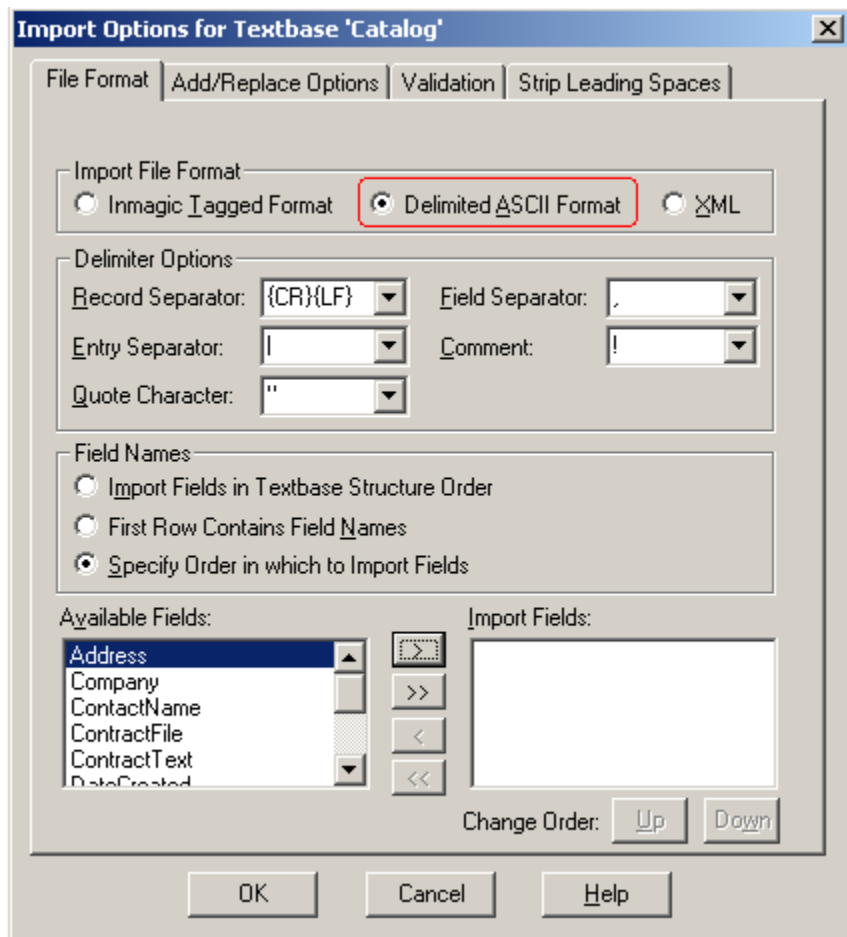 Import Options for Textbase 'Catalog'
File Format Add/Replace Options Validation Strip Leading Spaces
Import File Format
Inmagic Tagged Format Delimited ASCII Format XML
Delimiter Options
Record Separator: {CR}{LF} Field Separator: ,
Entry Separator: | Comment: !
Quote Character: "
Field Names
Import Fields in Textbase Structure Order
First Row Contains Field Names
Specify Order in which to Import Fields
Available Fields: Import Fields:
Address >
Company >>
ContactName
ContractFile <
ContractText
DateCreated <<
Change Order: Up Down
OK Cancel Help